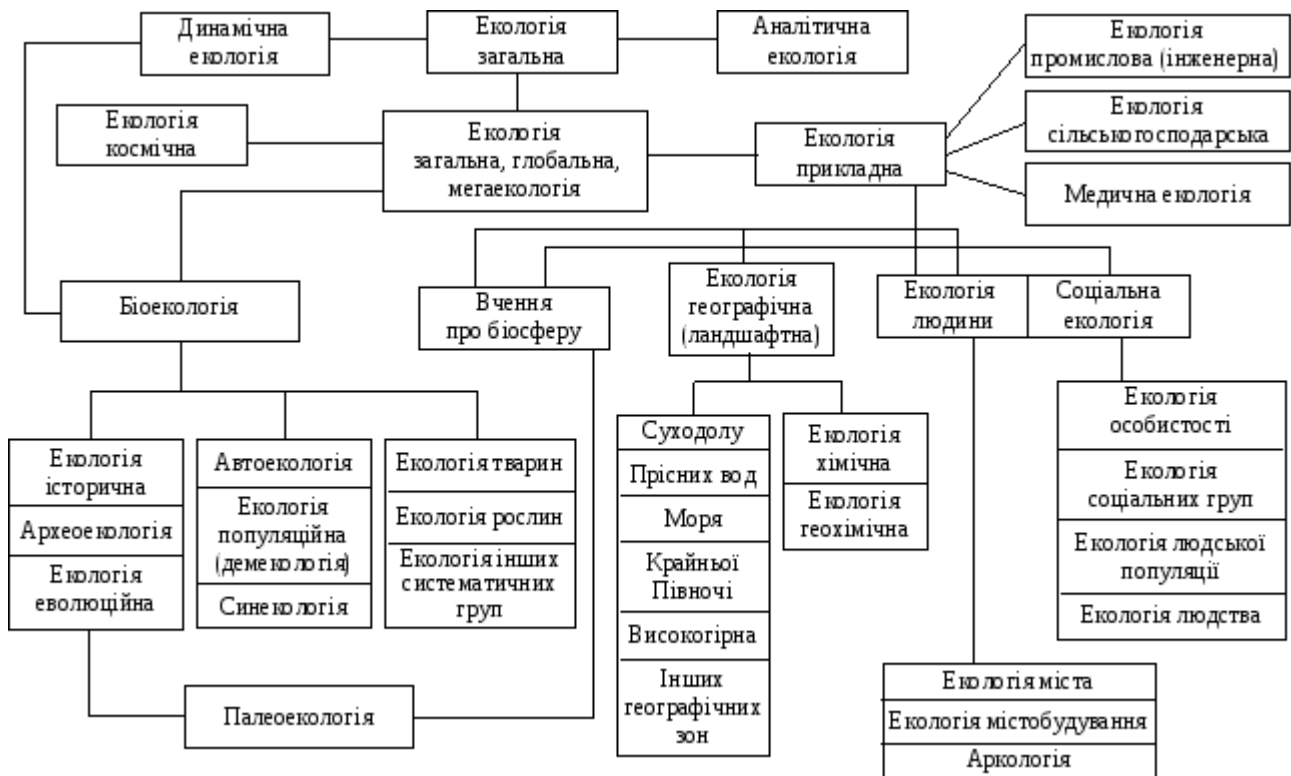 Динамічна
екологія
Екологія
загальна
Аналітична
екологія
Екологія
промислова (інженерна)
Екологія
космічна
Екологія
загальна, глобальна,
мегаекологія
Екологія
прикладна
Екологія
сільськогосподарська
Медична екологія
Біоекологія
Вчення
про біосферу
Екологія
географічна
(ландшафтна)
Екологія
людини
Соціальна
екологія
Екологія
історична
Археоекологія
Екологія
еволюційна
Автоекологія
Екологія
популяційна
(демекологія)
Синекологія
Екологія тварин
Екологія рослин
Екологія інших
систематичних
груп
Суходолу
Прісних вод
Моря
Крайньої
Півночі
Високогірна
Інших
географічних
зон
Екологія
хімічна
Екологія
геохімічна
Екологія
особистості
Екологія
соціальних груп
Екологія людської
популяції
Екологія людства
Палеоекологія
Екологія міста
Екологія містобудування
Аркологія